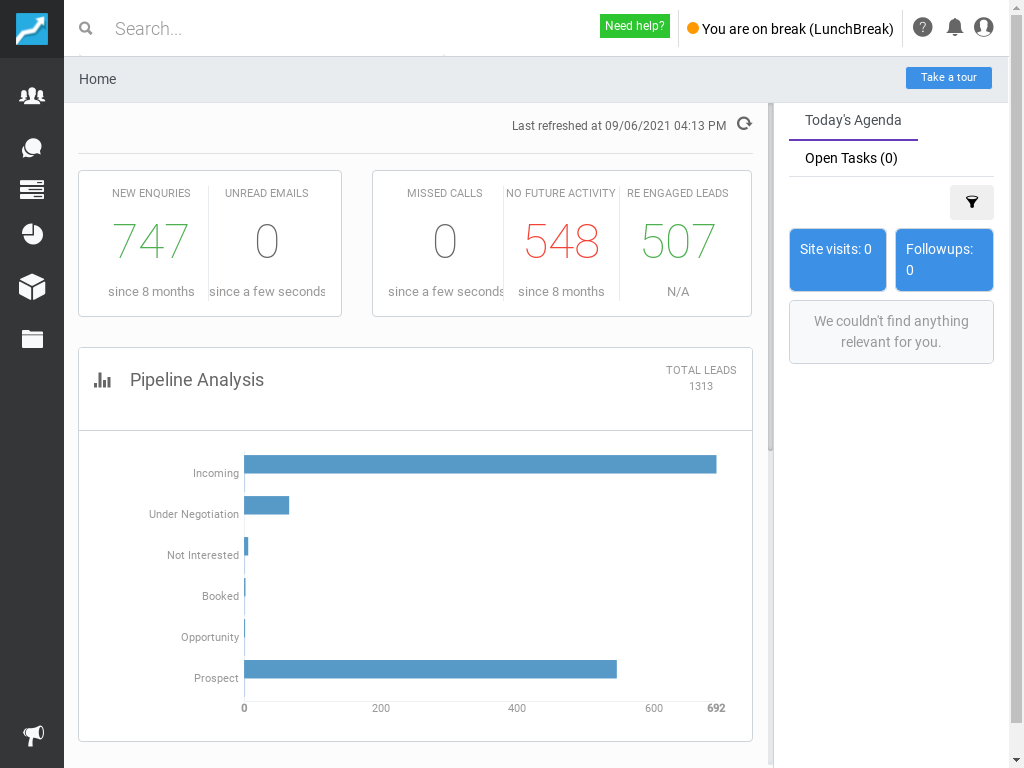 Search...
Need help?
You are on break (LunchBreak)
Home
Take a tour
Last refreshed at 09/06/2021 04:13 PM
NEW ENQURIES
UNREAD EMAILS
747
0
since 8 months
since a few seconds
MISSED CALLS
NO FUTURE ACTIVITY
RE ENGAGED LEADS
0
548
507
since a few seconds
since 8 months
N/A
Pipeline Analysis
TOTAL LEADS
1313
Incoming
Under Negotiation
Not Interested
Booked
Opportunity
Prospect
0
200
400
600
692
Today's Agenda
Open Tasks (0)
Site visits: 0
Followups:
0
We couldn't find anything
relevant for you.